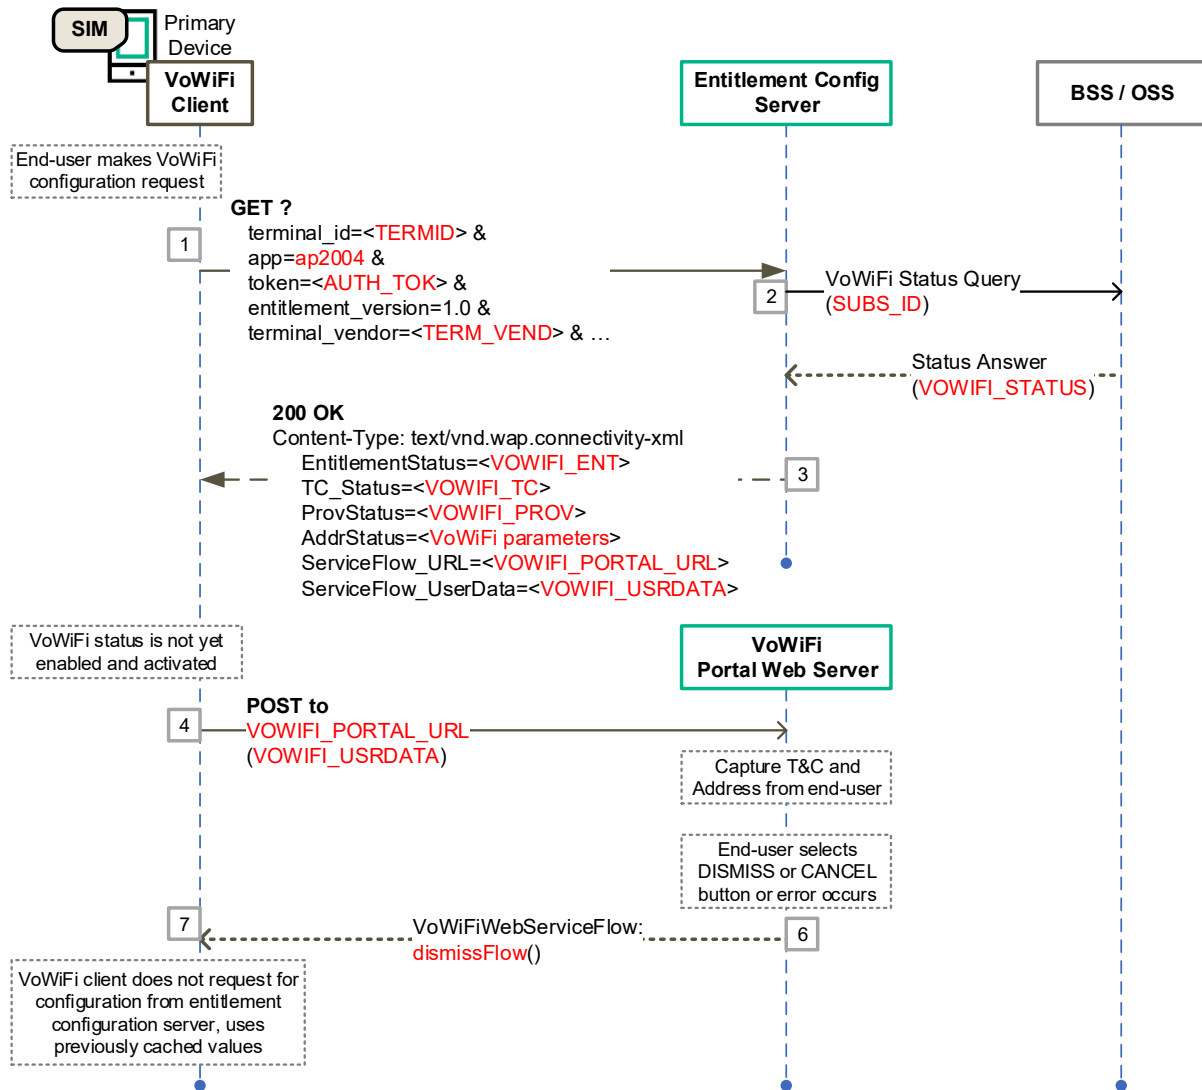 SIM
Primary
Device
VoWiFi
Client
Entitlement Config
Server
BSS / OSS
End-user makes VoWiFi
configuration request
GET ?
1
terminal_id=<TERMID> &
app=ap2004 &
token=<AUTH_TOK> &
entitlement_version=1.0 &
terminal_vendor=<TERM_VEND> & …
2
VoWiFi Status Query
(SUBS_ID)
Status Answer
(VOWIFI_STATUS)
200 OK
Content-Type: text/vnd.wap.connectivity-xml
EntitlementStatus=<VOWIFI_ENT>
TC_Status=<VOWIFI_TC>
ProvStatus=<VOWIFI_PROV>
AddrStatus=<VoWiFi parameters>
ServiceFlow_URL=<VOWIFI_PORTAL_URL>
ServiceFlow_UserData=<VOWIFI_USRDATA>
3
VoWiFi status is not yet
enabled and activated
VoWiFi
Portal Web Server
4
POST to
VOWIFI_PORTAL_URL
(VOWIFI_USRDATA)
Capture T&C and
Address from end-user
End-user selects
DISMISS or CANCEL
button or error occurs
7
VoWiFiWebServiceFlow:
dismissFlow()
6
VoWiFi client does not request for
configuration from entitlement
configuration server, uses
previously cached values